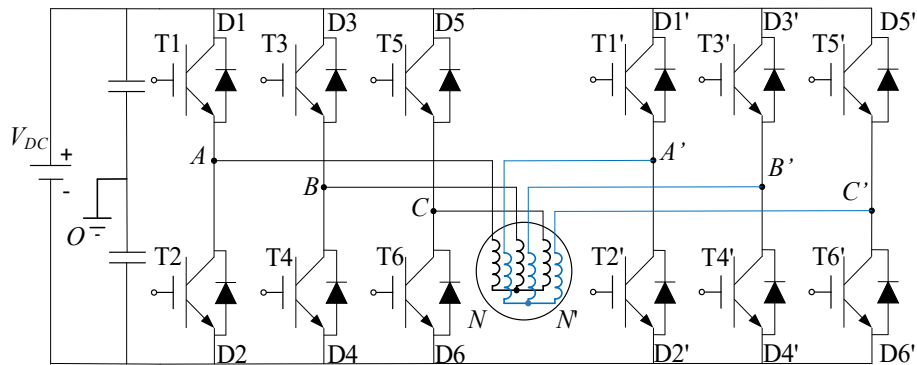 D1 D3 D5 D1' D3' D5'
T1 T3 T5 T1' T3' T5'
V_DC + -
A A'
B B'
C C'
O
T2 T4 T6 T2' T4' T6'
N N'
D2 D4 D6 D2' D4' D6'